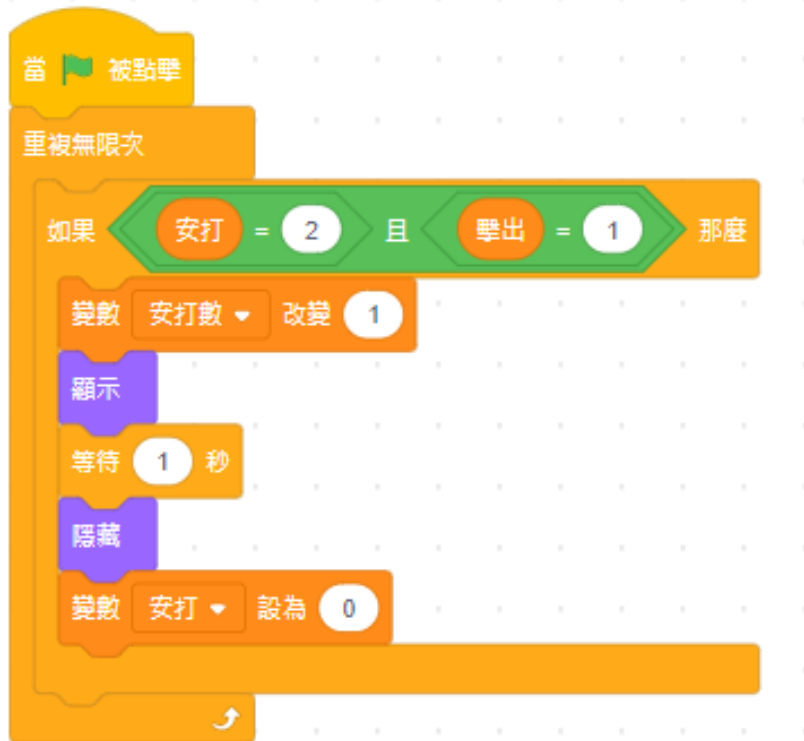 當 被點擊
重複無限次
如果 安打 = 2 且 擊出 = 1 那麼
變數 安打數 改變 1
顯示
等待 1 秒
隱藏
變數 安打 設為 0